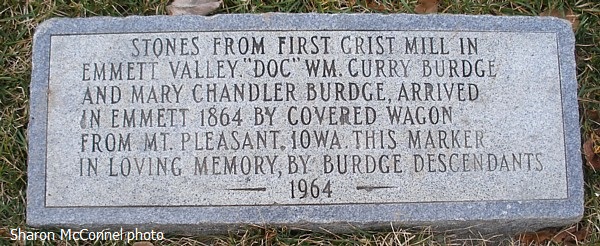 STONES FROM FIRST GRIST MILL IN
EMMETT VALLEY. "DOC" WM. CURRY BURDGE
AND MARY CHANDLER BURDGE, ARRIVED
IN EMMETT 1864 BY COVERED WAGON
FROM MT. PLEASANT, IOWA. THIS MARKER
IN LOVING MEMORY, BY BURDGE DESCENDANTS
— 1964 —
Sharon McConnel photo